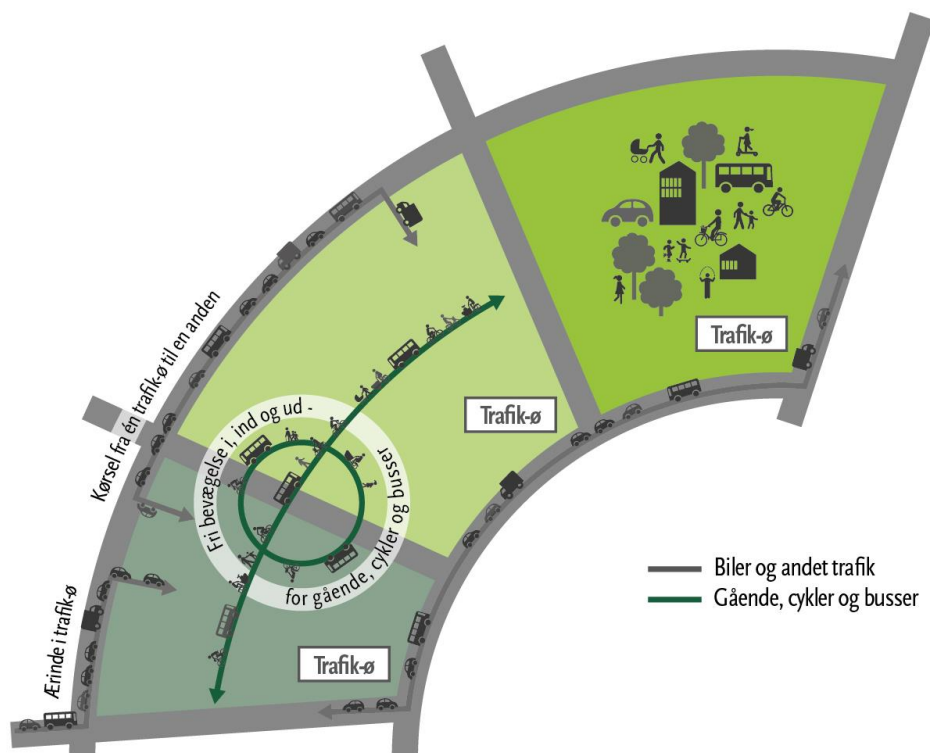 Kørsel fra én trafik-ø til en anden
Ærinde i trafik-ø
Fri bevægelse i, ind og ud -
for gående, cykler og busser
Trafik-ø
Trafik-ø
Trafik-ø
Biler og andet trafik
Gående, cykler og busser